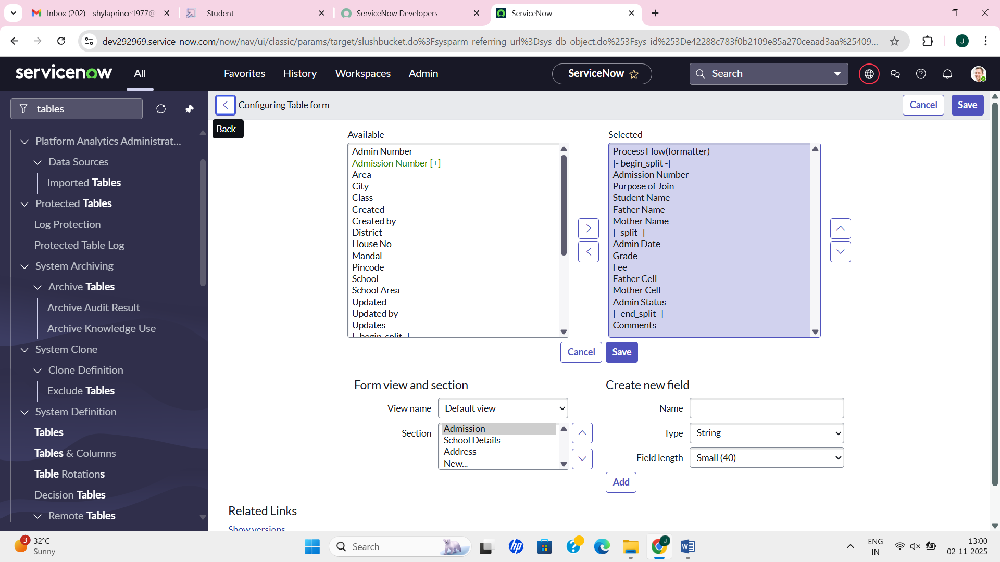 Inbox (202) - shylaprince1977@
- Student
ServiceNow Developers
ServiceNow
dev292969.service-now.com/now/nav/ui/classic/params/target/slushbucket.do%3Fsysparm_referring_url%3Dsys_db_object.do%253Fsys_id%253De42288c783f0b2109e85a270ceaad3aa%25409...
J
servicenow
All
Favorites
History
Workspaces
Admin
ServiceNow
Search
tables
Platform Analytics Administrat...
Data Sources
Imported Tables
Protected Tables
Log Protection
Protected Table Log
System Archiving
Archive Tables
Archive Audit Result
Archive Knowledge Use
System Clone
Clone Definition
Exclude Tables
System Definition
Tables
Tables & Columns
Table Rotations
Decision Tables
Remote Tables
Configuring Table form
Cancel
Save
Back
Available
Admin Number
Admission Number [+]
Area
City
Class
Created
Created by
District
House No
Mandal
Pincode
School
School Area
Updated
Updated by
Updates
|- begin_split -|
Selected
Process Flow(formatter)
|- begin_split -|
Admission Number
Purpose of Join
Student Name
Father Name
Mother Name
|- split -|
Admin Date
Grade
Fee
Father Cell
Mother Cell
Admin Status
|- end_split -|
Comments
Cancel
Save
Form view and section
View name
Default view
Section
Admission
School Details
Address
New...
Create new field
Name
Type
String
Field length
Small (40)
Add
Related Links
Show versions
3
32°C
Sunny
Search
ENG
IN
13:00
02-11-2025